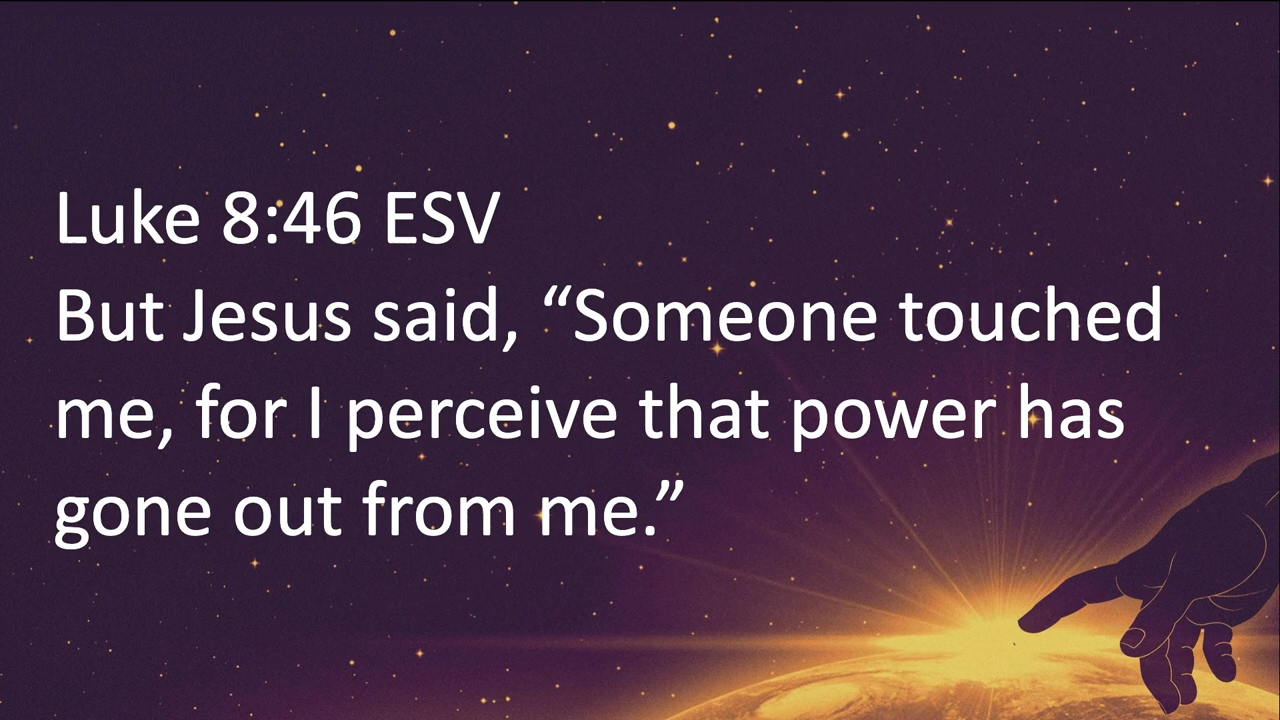 Luke 8:46 ESV
But Jesus said, “Someone touched
me, for I perceive that power has
gone out from me.”